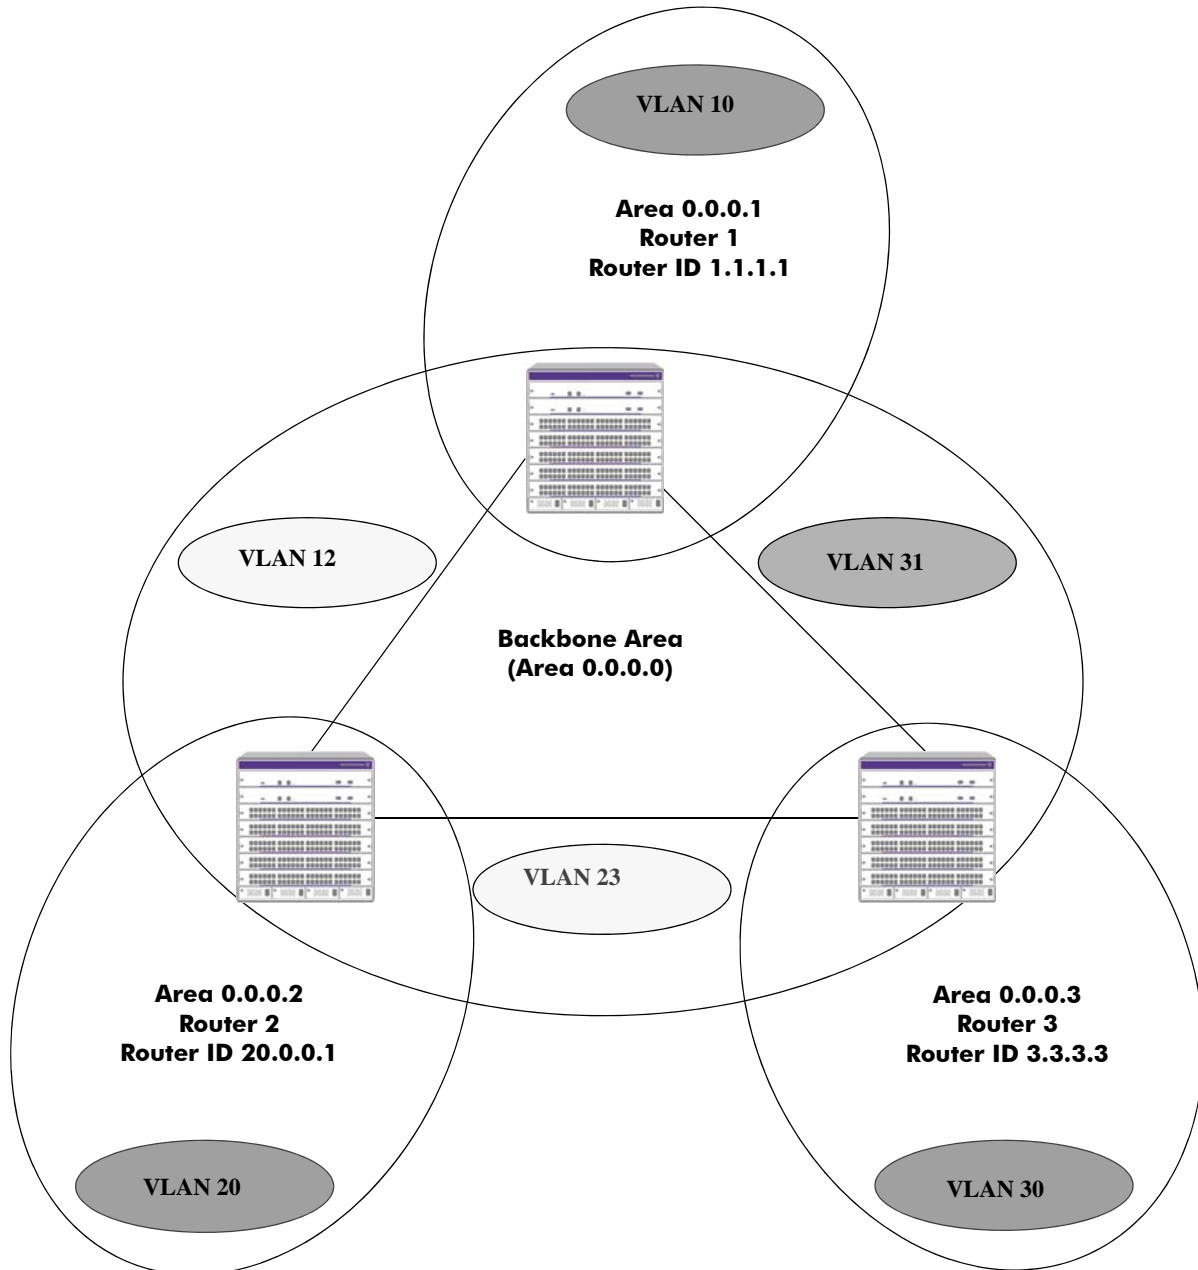 VLAN 10
Area 0.0.0.1
Router 1
Router ID 1.1.1.1
VLAN 12
VLAN 31
Backbone Area
(Area 0.0.0.0)
VLAN 23
Area 0.0.0.2
Router 2
Router ID 20.0.0.1
Area 0.0.0.3
Router 3
Router ID 3.3.3.3
VLAN 20
VLAN 30